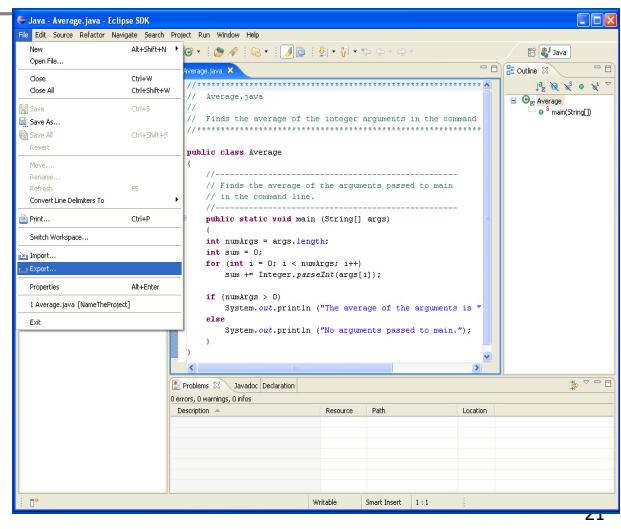 Java - Average.java - Eclipse SDK
File Edit Source Refactor Navigate Search Project Run Window Help
New Alt+Shift+N
Open File...
Close Ctrl+W
Close All Ctrl+Shift+W
Save Ctrl+S
Save As...
Save All Ctrl+Shift+S
Revert
Move...
Rename...
Refresh F5
Convert Line Delimiters To
Print... Ctrl+P
Switch Workspace...
Import...
Export...
Properties Alt+Enter
1 Average.java [NameTheProject]
Exit
Java
Average.java
//************************************************************
// Average.java
//
// Finds the average of the integer arguments in the command
//************************************************************
public class Average
{
//--------------------------------------------------
// Finds the average of the arguments passed to main
// in the command line.
//--------------------------------------------------
public static void main (String[] args)
{
int numArgs = args.length;
int sum = 0;
for (int i = 0; i < numArgs; i++)
sum += Integer.parseInt(args[i]);
if (numArgs > 0)
System.out.println ("The average of the arguments is "
else
System.out.println ("No arguments passed to main.");
}
}
Outline
Average
main(String[])
Problems Javadoc Declaration
0 errors, 0 warnings, 0 infos
Description Resource Path Location
Writable Smart Insert 1 : 1
21